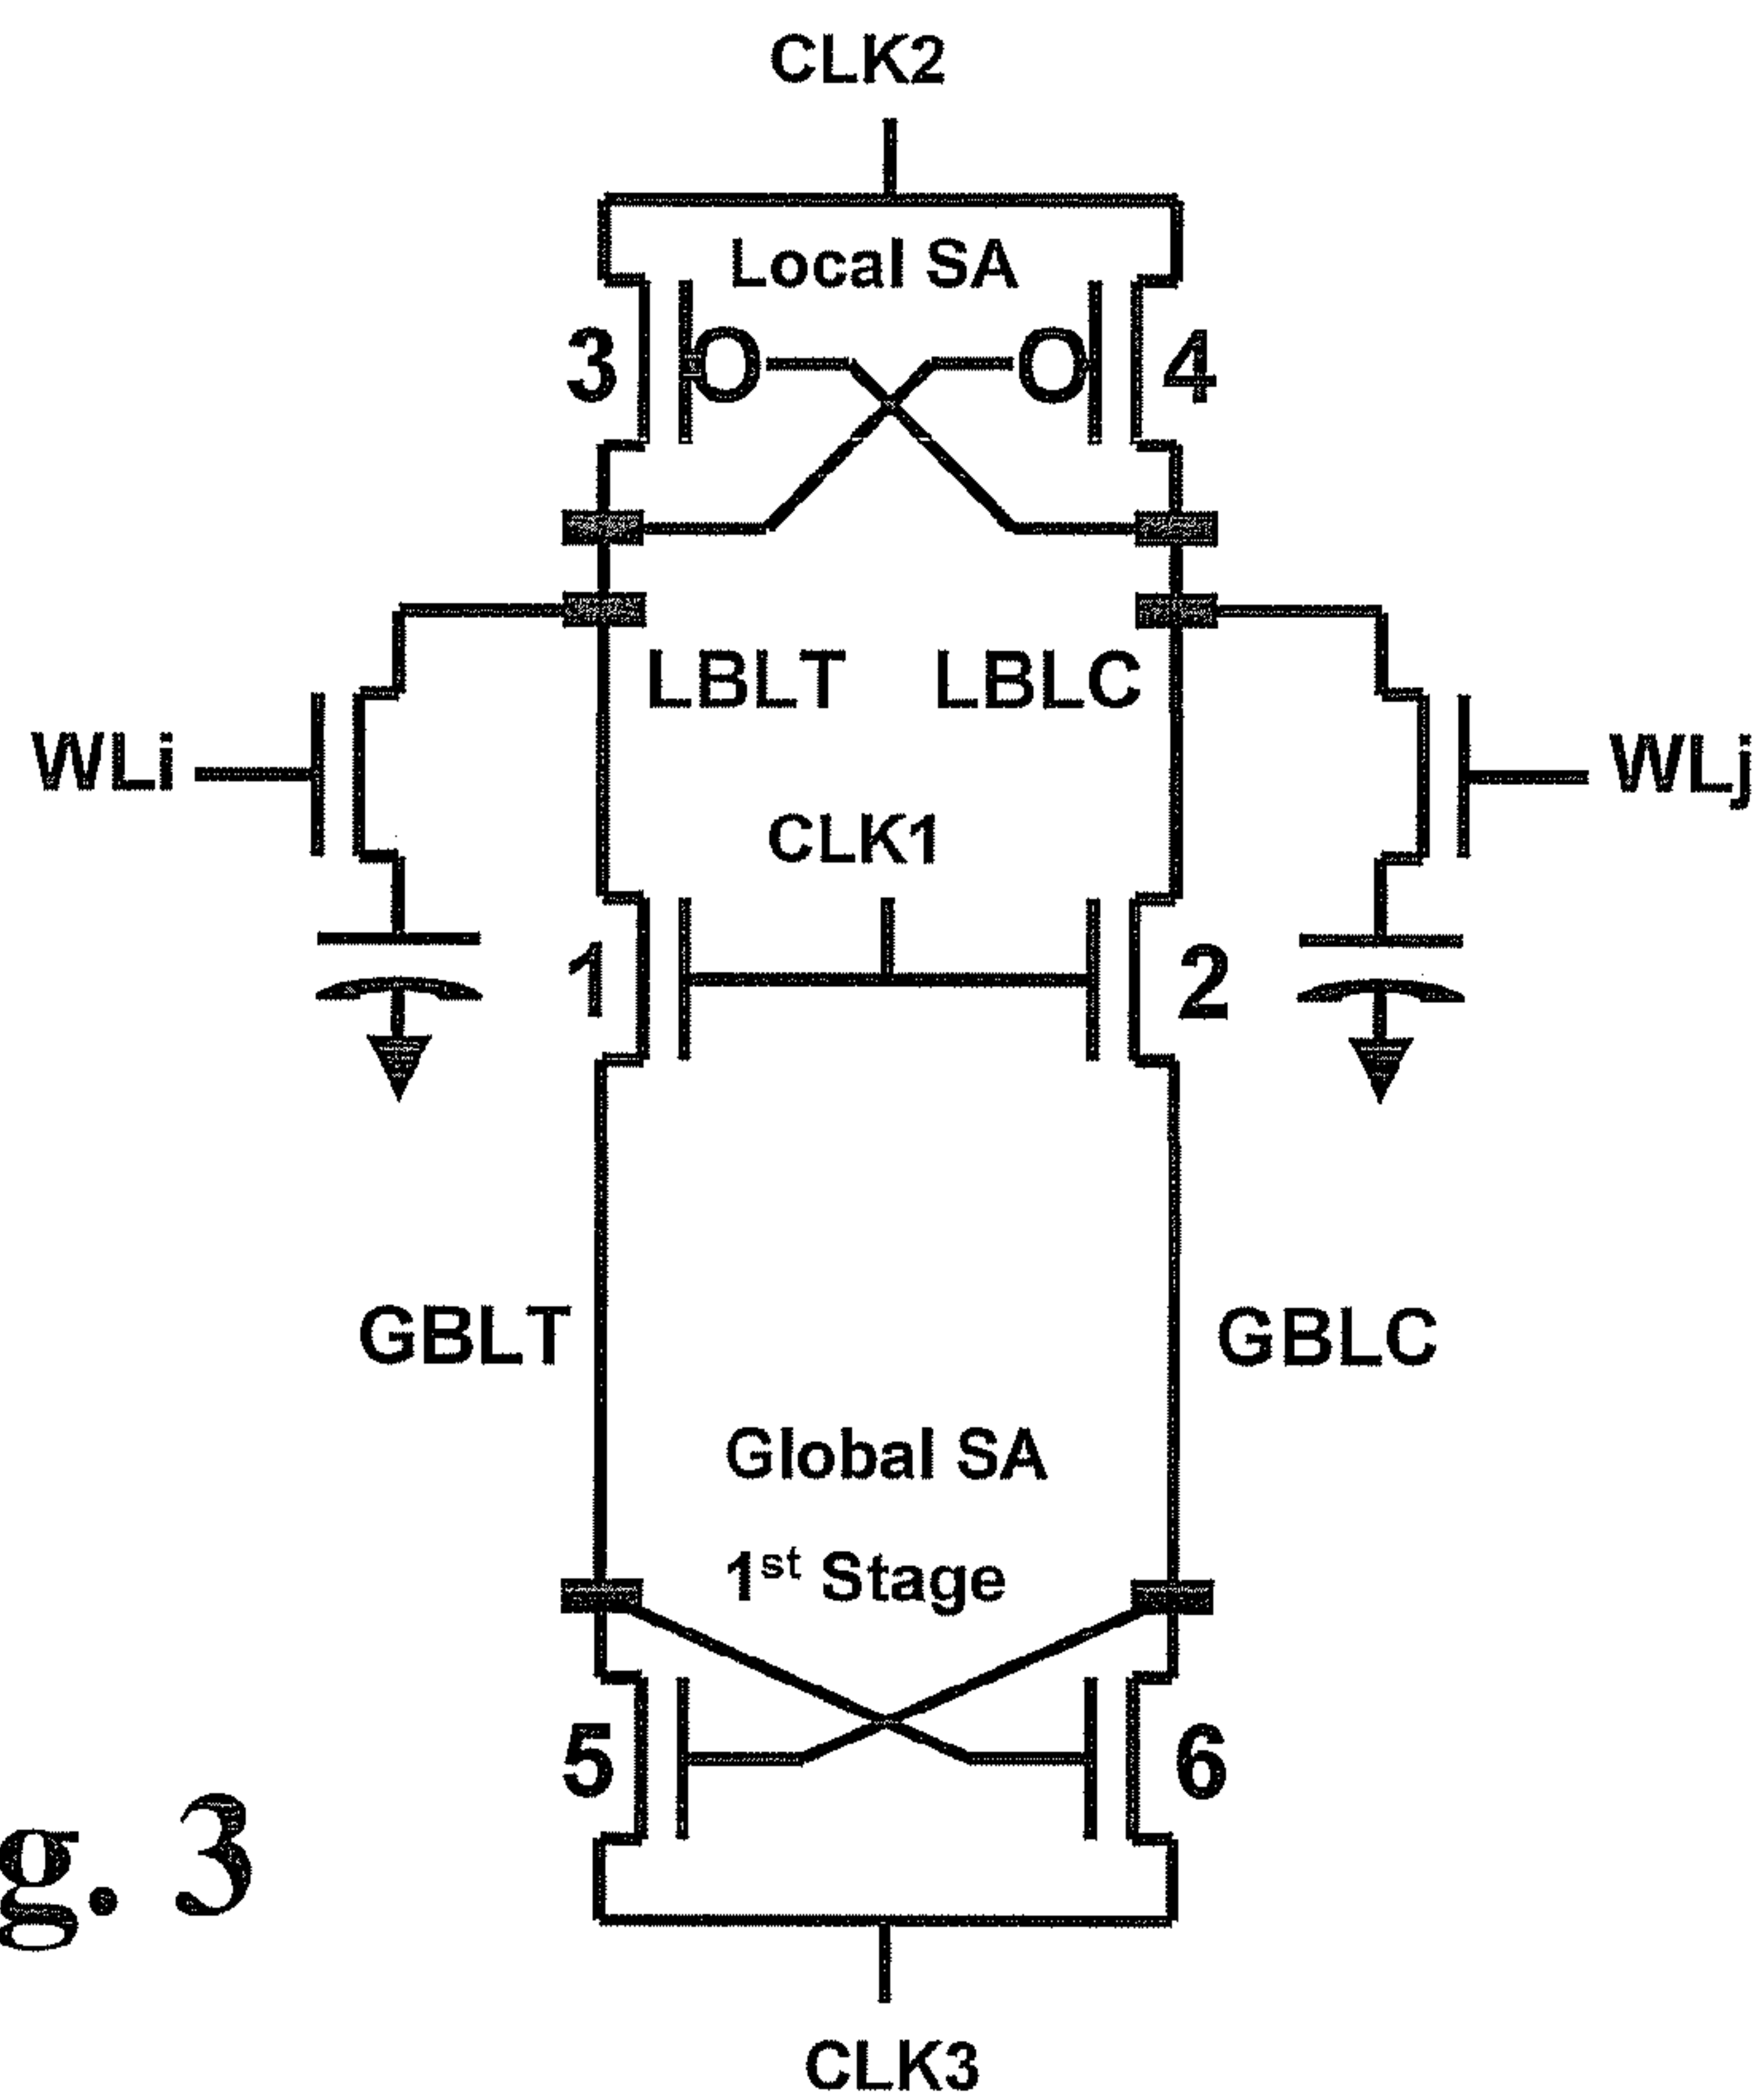 CLK2
Local SA
3
4
LBLT LBLC
WLi
WLj
CLK1
1
2
GBLT
GBLC
Global SA
1st Stage
5
6
g. 3
CLK3